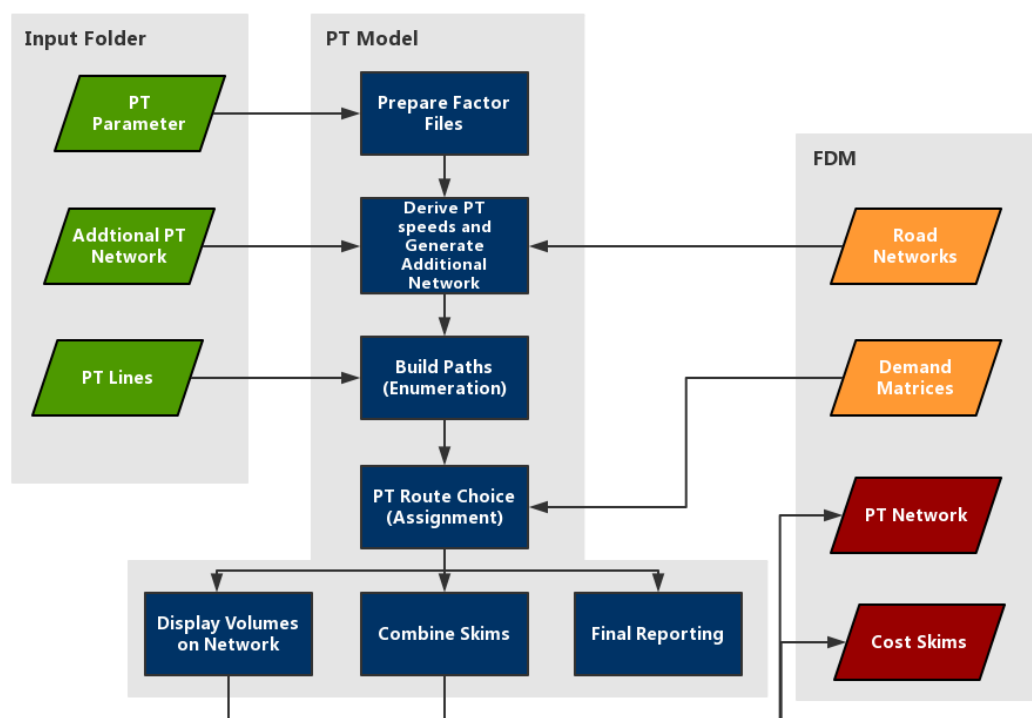 Input Folder
PT
Parameter
Addtional PT
Network
PT Lines
PT Model
Prepare Factor
Files
Derive PT
speeds and
Generate
Additional
Network
Build Paths
(Enumeration)
PT Route Choice
(Assignment)
Display Volumes
on Network
Combine Skims
Final Reporting
FDM
Road
Networks
Demand
Matrices
PT Network
Cost Skims